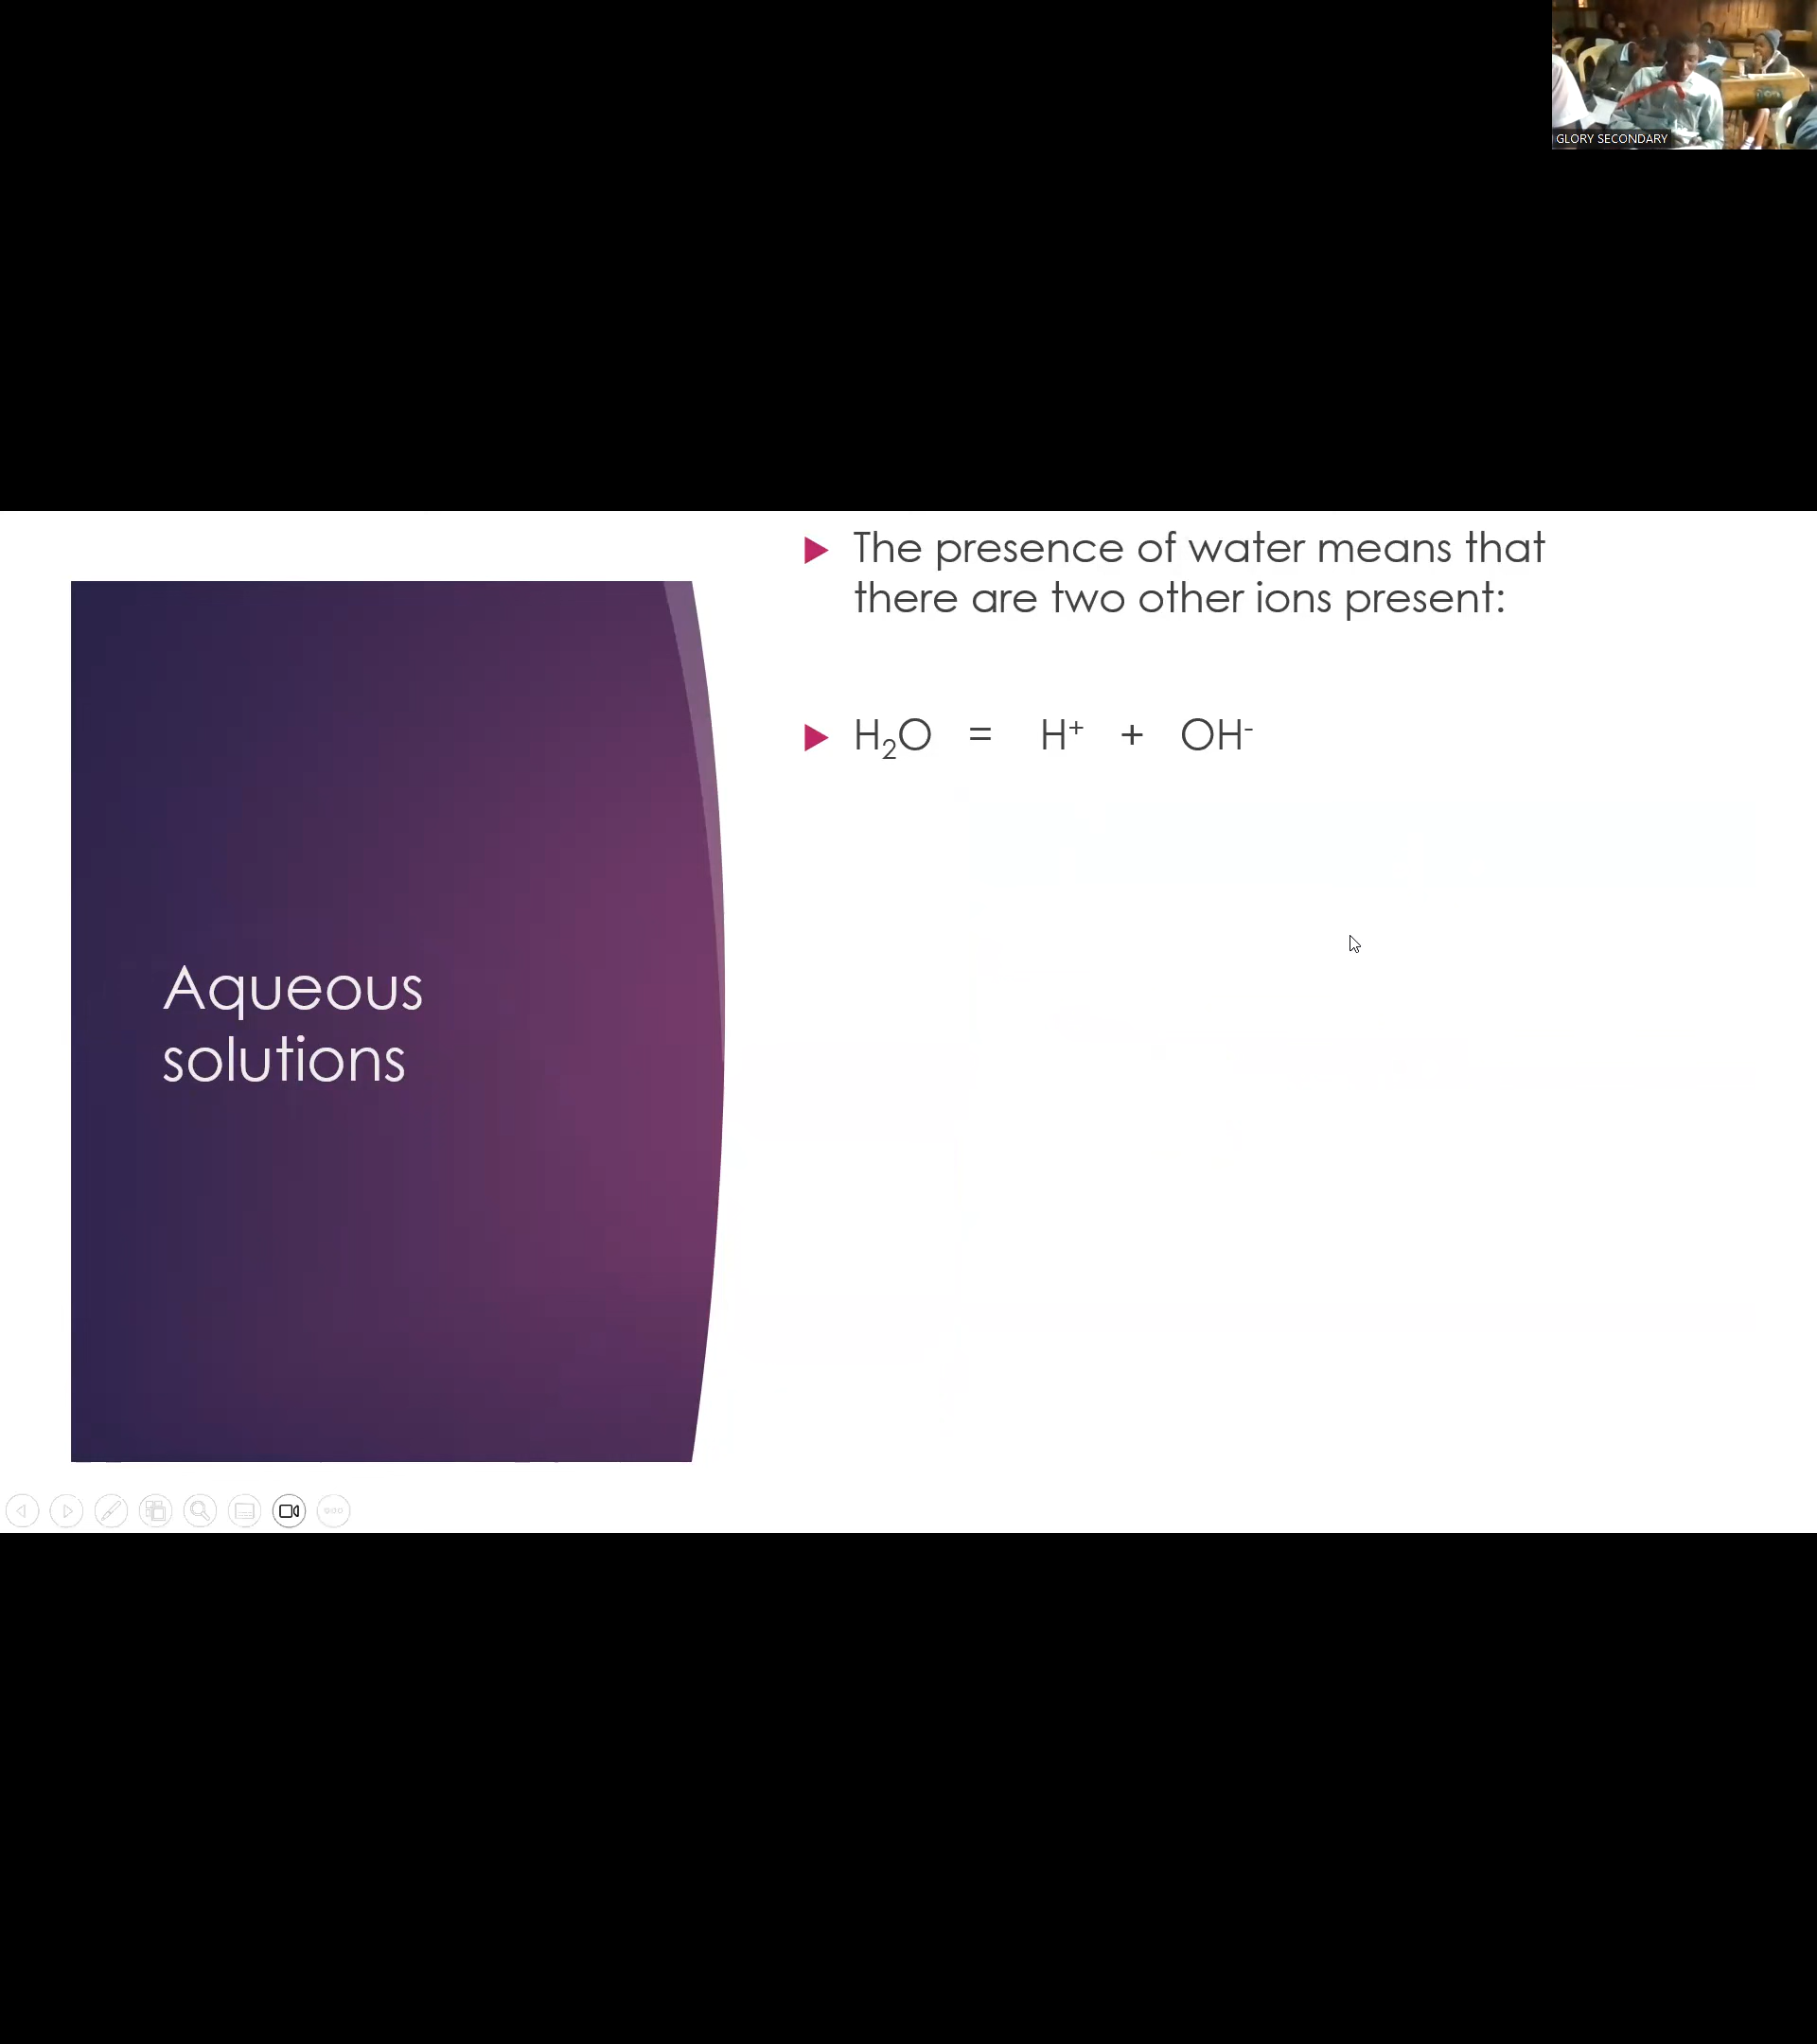 GLORY SECONDARY
The presence of water means that
there are two other ions present:
H₂O = H⁺ + OH⁻
Aqueous
solutions